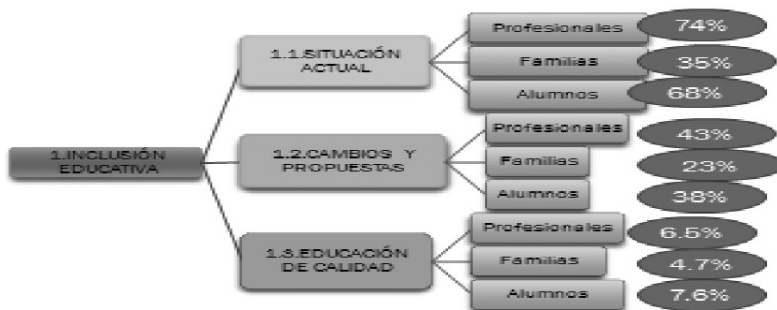 1.INCLUSIÓN
EDUCATIVA
1.1.SITUACIÓN
ACTUAL
Profesionales
74%
Familias
35%
Alumnos
68%
1.2.CAMBIOS Y
PROPUESTAS
Profesionales
43%
Familias
23%
Alumnos
38%
1.3.EDUCACIÓN
DE CALIDAD
Profesionales
6.5%
Familias
4.7%
Alumnos
7.6%